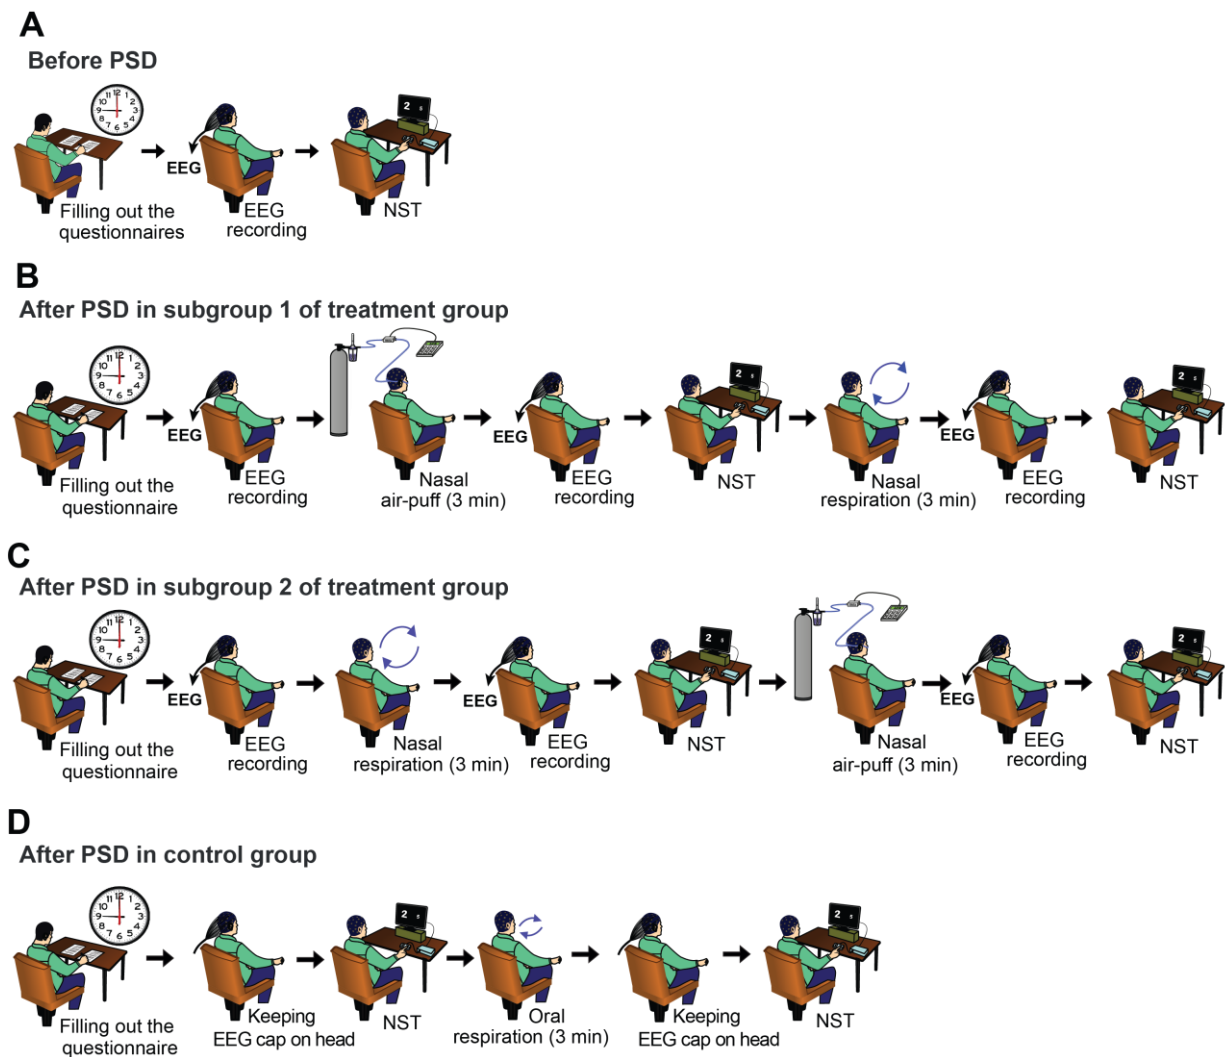 A
Before PSD
EEG
Filling out the
questionnaires
EEG
recording
NST
B
After PSD in subgroup 1 of treatment group
EEG
Filling out the
questionnaire
EEG
recording
Nasal
air-puff (3 min)
EEG
EEG
recording
NST
Nasal
respiration (3 min)
EEG
EEG
recording
NST
C
After PSD in subgroup 2 of treatment group
EEG
Filling out the
questionnaire
EEG
recording
Nasal
respiration (3 min)
EEG
EEG
recording
NST
Nasal
air-puff (3 min)
EEG
EEG
recording
NST
D
After PSD in control group
Filling out the
questionnaire
Keeping
EEG cap on head
NST
Oral
respiration (3 min)
Keeping
EEG cap on head
NST